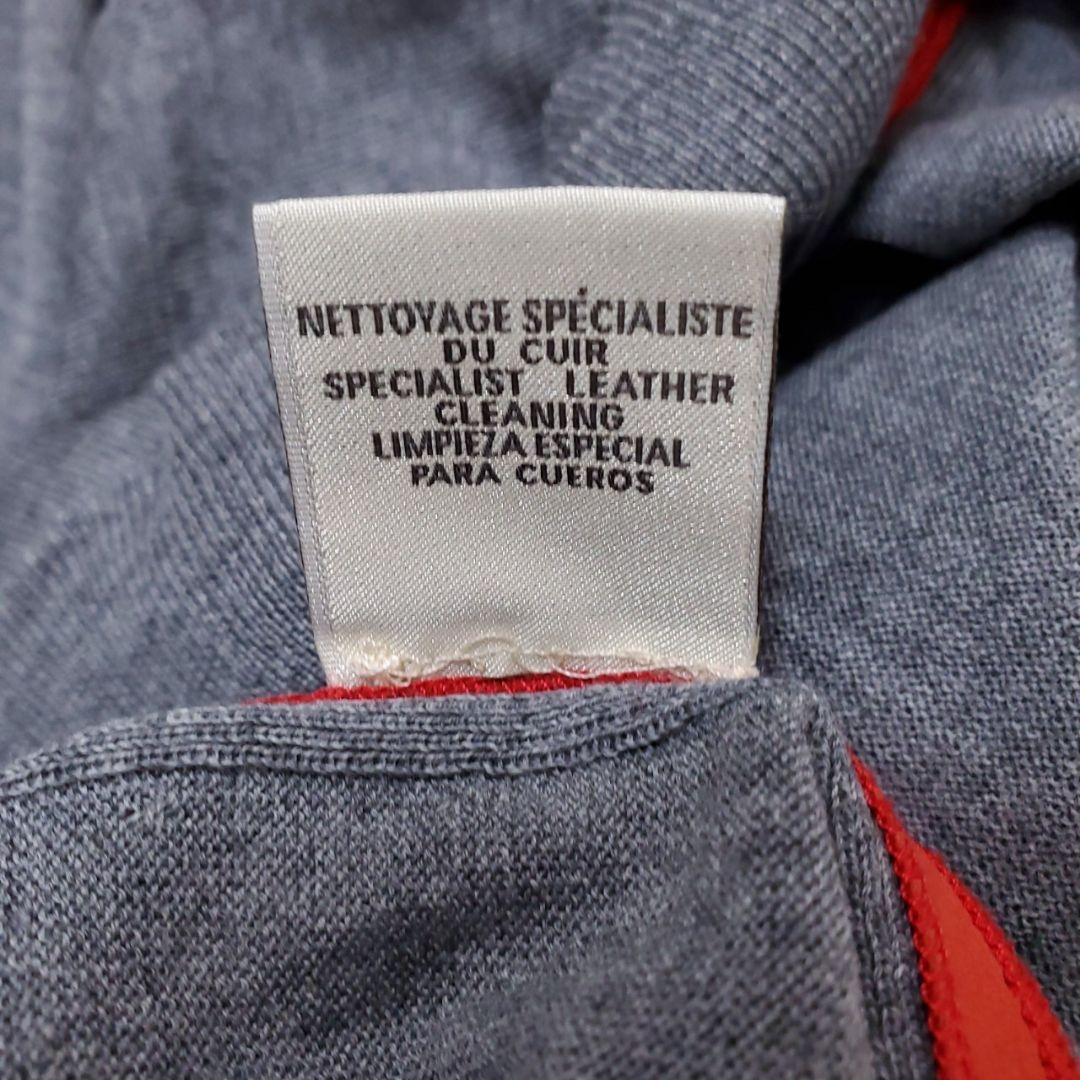 NETTOYAGE SPÉCIALISTE
DU CUIR
SPECIALIST LEATHER
CLEANING
LIMPIEZA ESPECIAL
PARA CUEROS